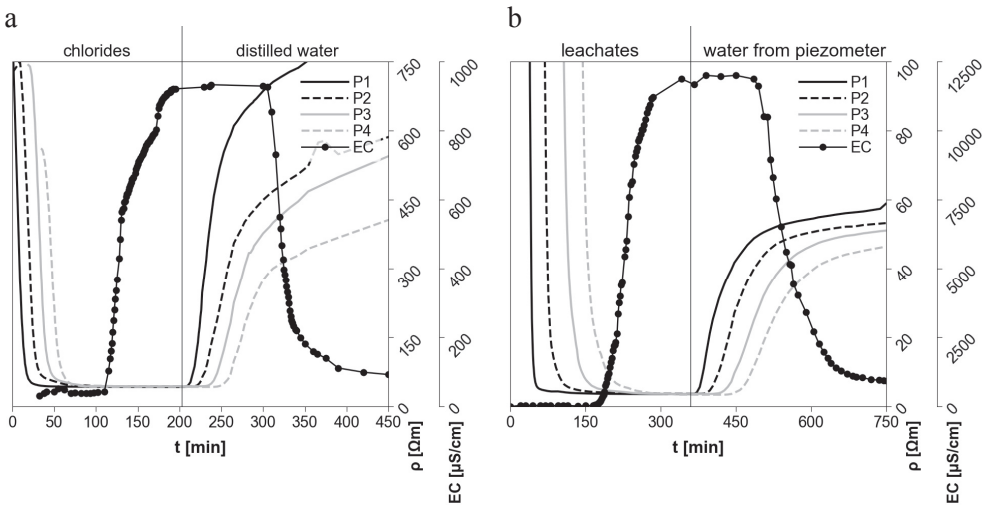 a
chlorides distilled water
P1
P2
P3
P4
EC
750
600
450
300
150
0
1000
800
600
400
200
0
0 50 100 150 200 250 300 350 400 450
t [min]
ρ [Ωm]
EC [µS/cm]
b
leachates water from piezometer
P1
P2
P3
P4
EC
100
80
60
40
20
0
12500
10000
7500
5000
2500
0
0 150 300 450 600 750
t [min]
ρ [Ωm]
EC [µS/cm]